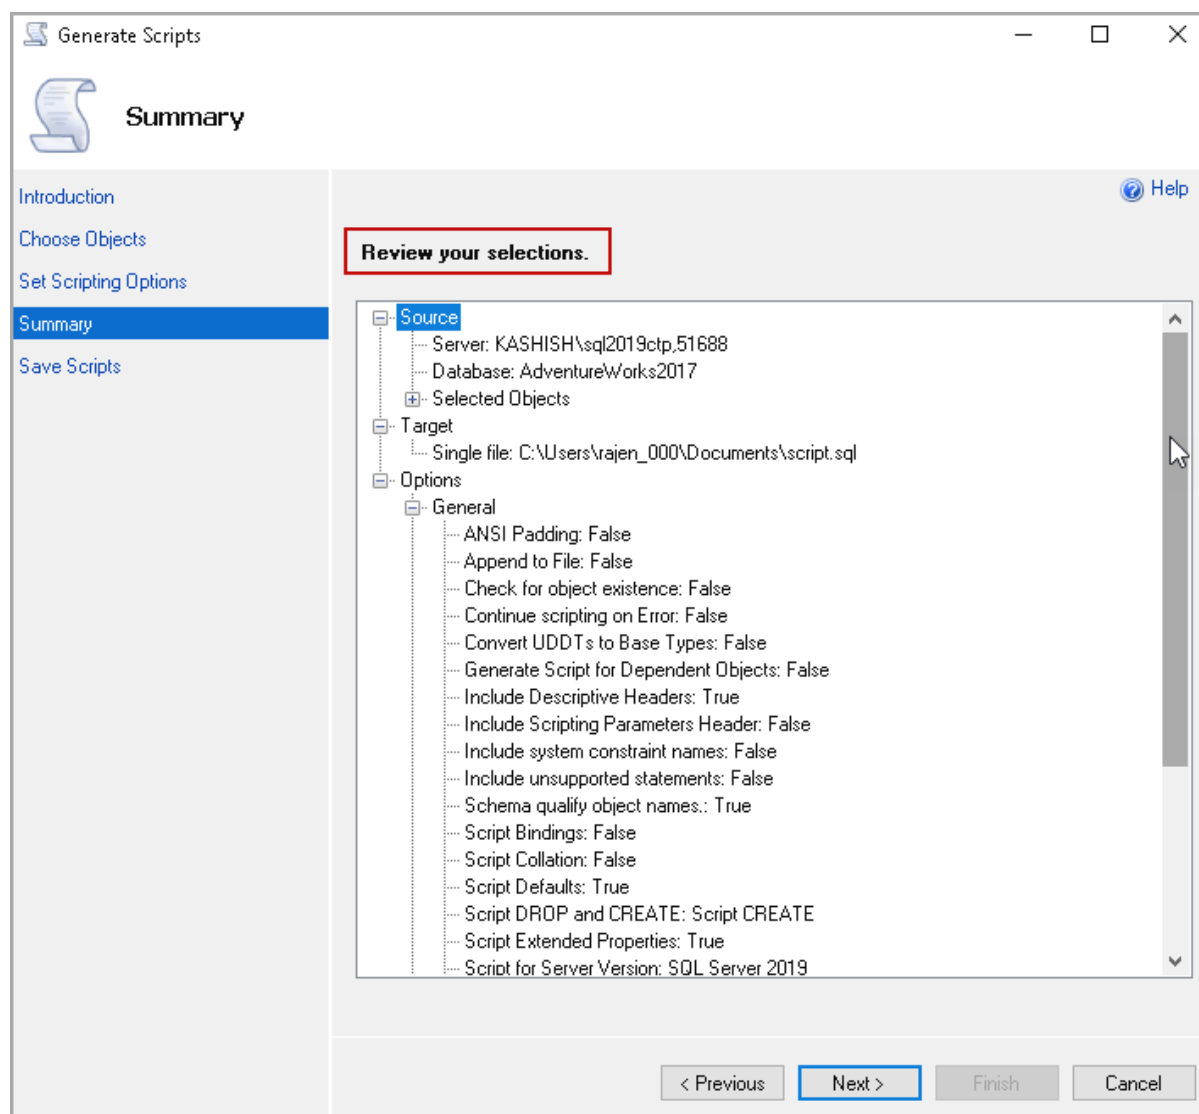 Generate Scripts
Summary
Introduction
Choose Objects
Set Scripting Options
Summary
Save Scripts
Help
Review your selections.
Source
Server: KASHISH\sql2019ctp,51688
Database: AdventureWorks2017
Selected Objects
Target
Single file: C:\Users\rajen_000\Documents\script.sql
Options
General
ANSI Padding: False
Append to File: False
Check for object existence: False
Continue scripting on Error: False
Convert UDDTs to Base Types: False
Generate Script for Dependent Objects: False
Include Descriptive Headers: True
Include Scripting Parameters Header: False
Include system constraint names: False
Include unsupported statements: False
Schema qualify object names.: True
Script Bindings: False
Script Collation: False
Script Defaults: True
Script DROP and CREATE: Script CREATE
Script Extended Properties: True
Script for Server Version: SQL Server 2019
< Previous
Next >
Finish
Cancel